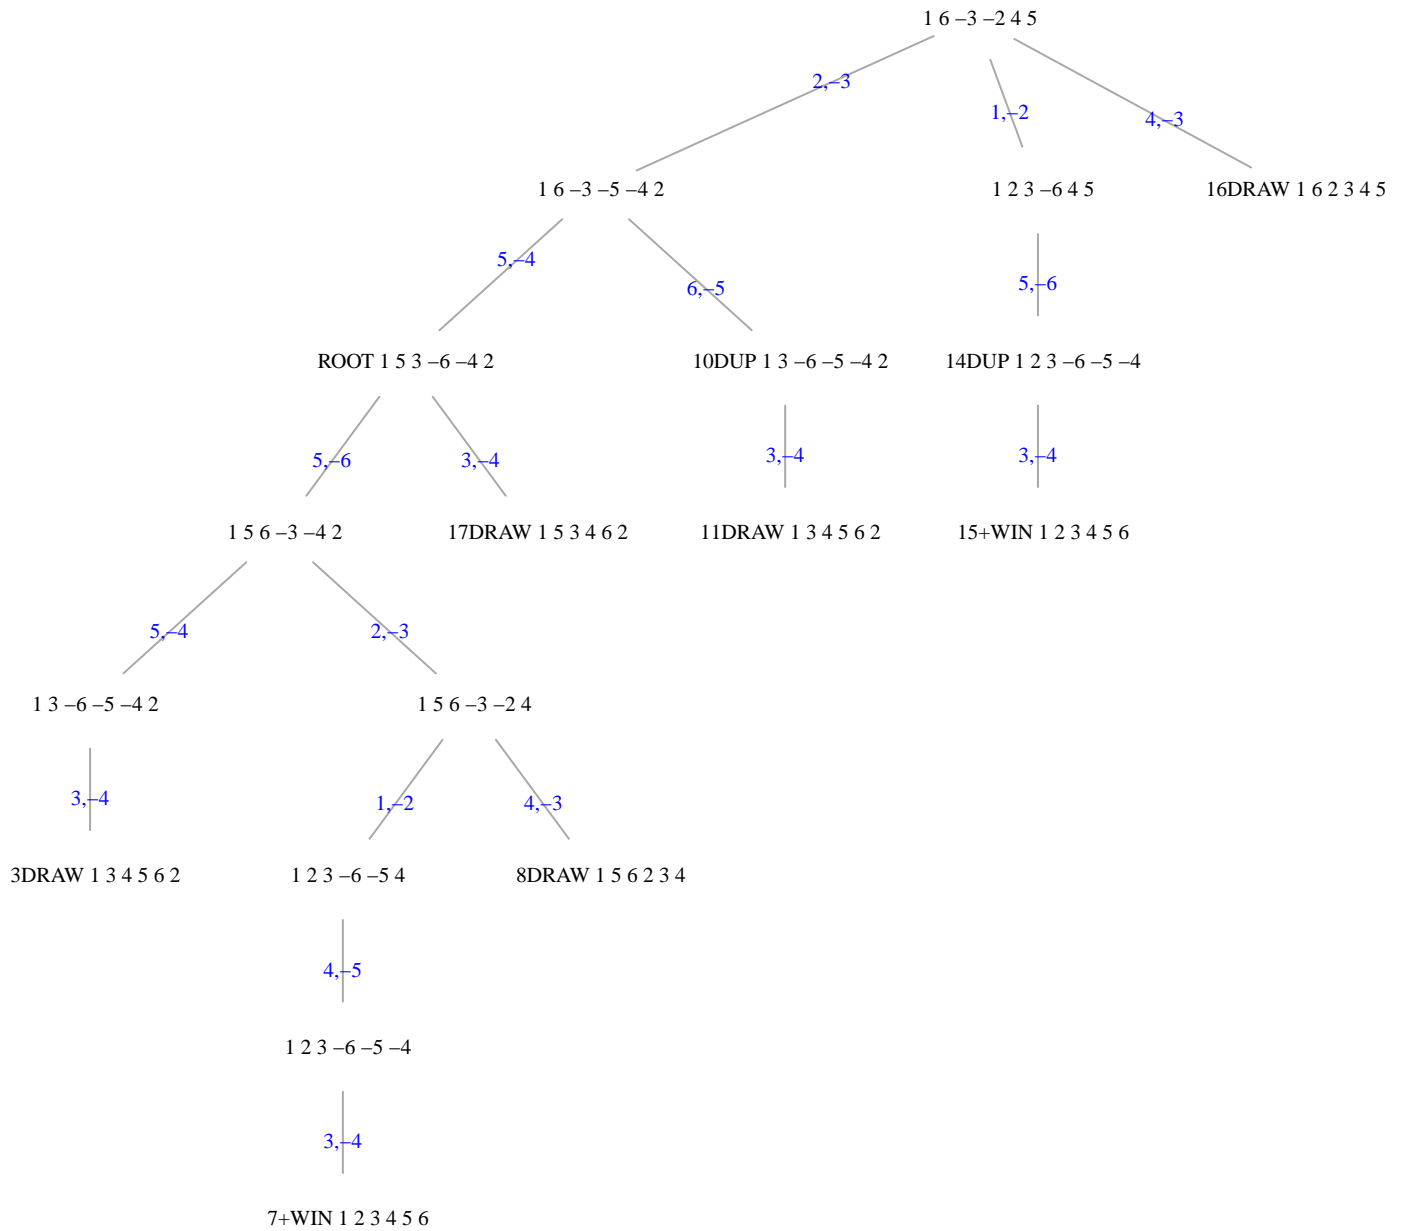 1 6 –3 –2 4 5
2,–3
1,–2
4,–3
1 6 –3 –5 –4 2
1 2 3 –6 4 5
16DRAW 1 6 2 3 4 5
5,–4
6,–5
5,–6
ROOT 1 5 3 –6 –4 2
10DUP 1 3 –6 –5 –4 2
14DUP 1 2 3 –6 –5 –4
5,–6
3,–4
3,–4
3,–4
1 5 6 –3 –4 2
17DRAW 1 5 3 4 6 2
11DRAW 1 3 4 5 6 2
15+WIN 1 2 3 4 5 6
5,–4
2,–3
1 3 –6 –5 –4 2
1 5 6 –3 –2 4
3,–4
1,–2
4,–3
3DRAW 1 3 4 5 6 2
1 2 3 –6 –5 4
8DRAW 1 5 6 2 3 4
4,–5
1 2 3 –6 –5 –4
3,–4
7+WIN 1 2 3 4 5 6